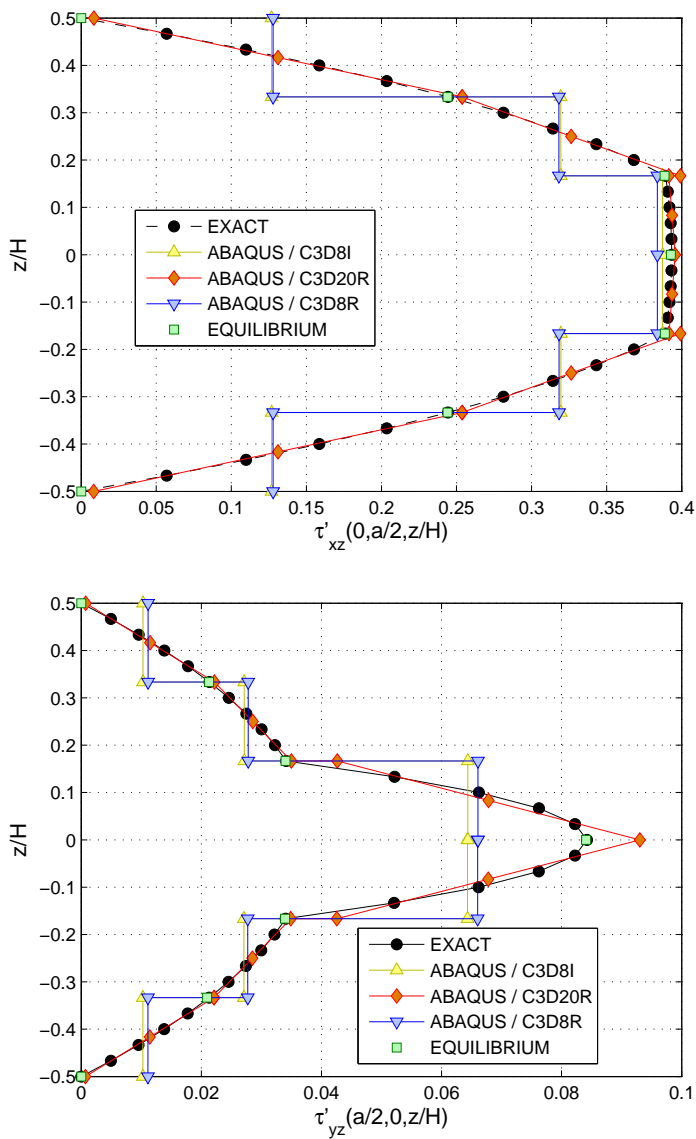 0.5
0.4
0.3
0.2
0.1
0
−0.1
−0.2
−0.3
−0.4
−0.5
z/H
EXACT
ABAQUS / C3D8I
ABAQUS / C3D20R
ABAQUS / C3D8R
EQUILIBRIUM
0 0.05 0.1 0.15 0.2 0.25 0.3 0.35 0.4
τ'xz(0,a/2,z/H)
0.5
0.4
0.3
0.2
0.1
0
−0.1
−0.2
−0.3
−0.4
−0.5
z/H
EXACT
ABAQUS / C3D8I
ABAQUS / C3D20R
ABAQUS / C3D8R
EQUILIBRIUM
0 0.02 0.04 0.06 0.08 0.1
τ'yz(a/2,0,z/H)